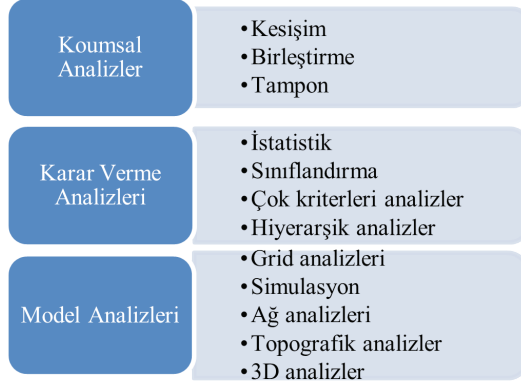 Koumsal
Analizler
•Kesişim
•Birleştirme
•Tampon
Karar Verme
Analizleri
•İstatistik
•Sınıflandırma
•Çok kriterleri analizler
•Hiyerarşik analizler
Model Analizleri
•Grid analizleri
•Simulasyon
•Ağ analizleri
•Topografik analizler
•3D analizler